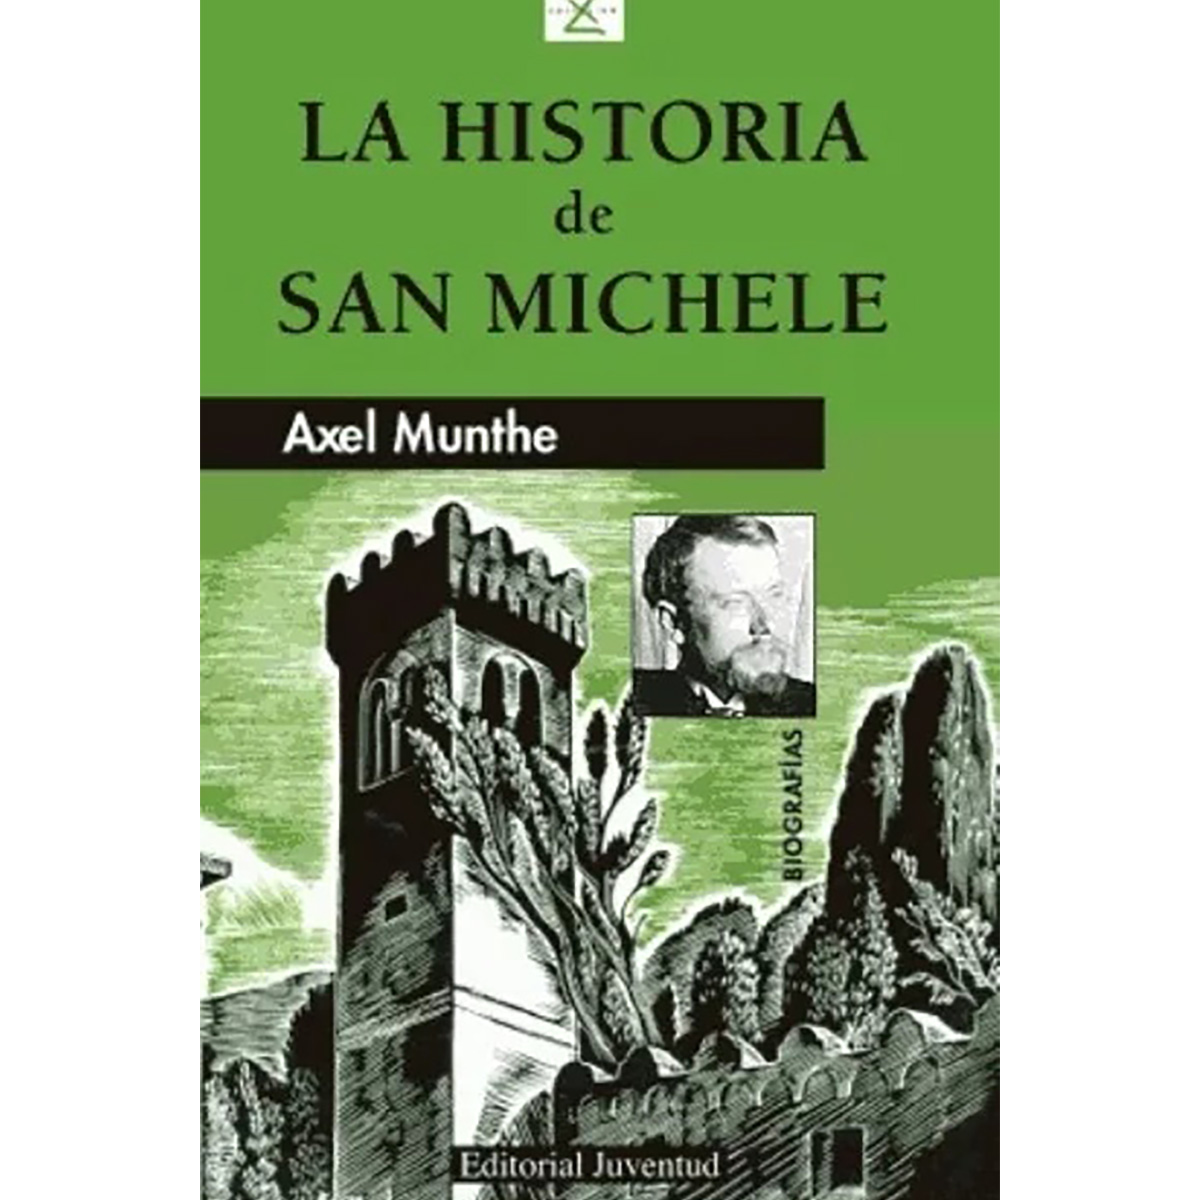 LA HISTORIA
de
SAN MICHELE
Axel Munthe
BIOGRAFÍAS
Editorial Juventud